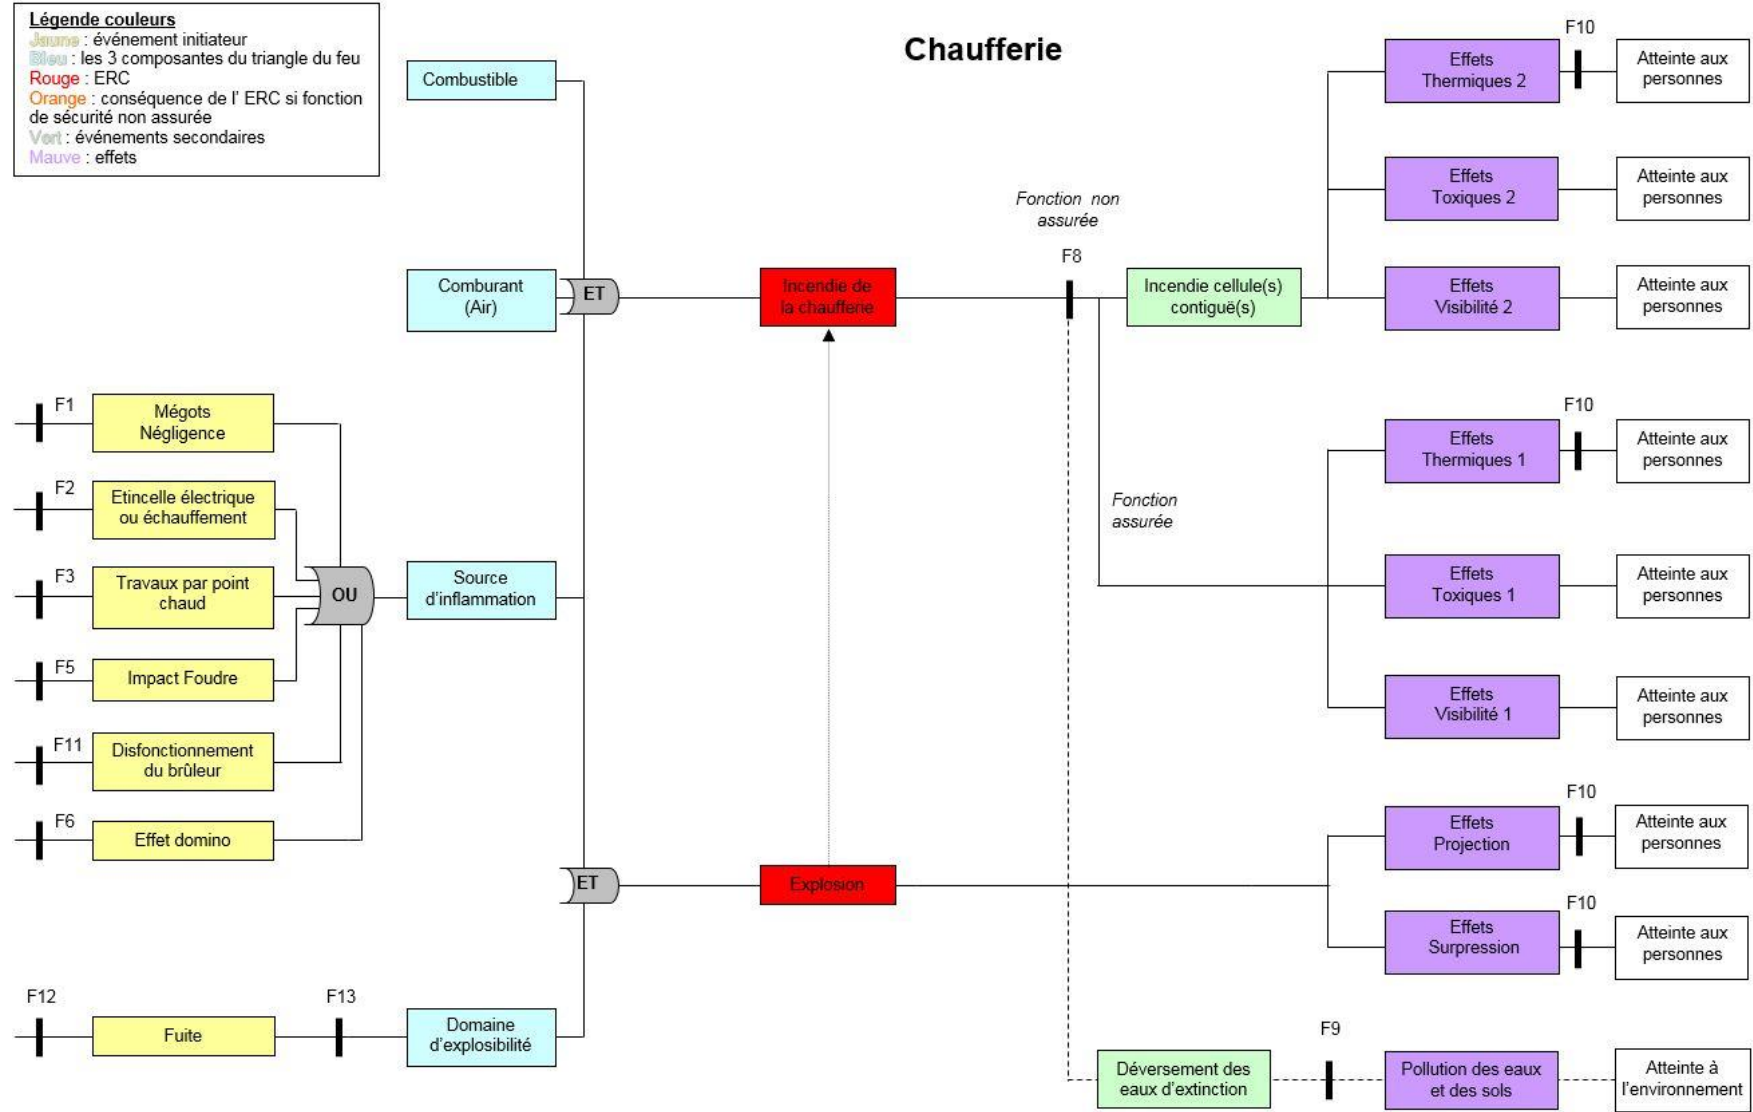 Légende couleurs
Jaune : événement initiateur
Bleu : les 3 composantes du triangle du feu
Rouge : ERC
Orange : conséquence de l' ERC si fonction
de sécurité non assurée
Vert : événements secondaires
Mauve : effets
Chaufferie
Combustible
Comburant
(Air)
ET
Incendie de
la chaufferie
Fonction non
assurée
F8
Incendie cellule(s)
contiguë(s)
Effets
Thermiques 2
F10
Atteinte aux
personnes
Effets
Toxiques 2
Atteinte aux
personnes
Effets
Visibilité 2
Atteinte aux
personnes
F1
Mégots
Négligence
F2
Etincelle électrique
ou échauffement
F3
Travaux par point
chaud
F5
Impact Foudre
F11
Disfonctionnement
du brûleur
F6
Effet domino
OU
Source
d'inflammation
Fonction
assurée
Effets
Thermiques 1
F10
Atteinte aux
personnes
Effets
Toxiques 1
Atteinte aux
personnes
Effets
Visibilité 1
Atteinte aux
personnes
ET
Explosion
Effets
Projection
F10
Atteinte aux
personnes
Effets
Surpression
F10
Atteinte aux
personnes
F12
Fuite
F13
Domaine
d'explosibilité
Déversement des
eaux d'extinction
F9
Pollution des eaux
et des sols
Atteinte à
l'environnement